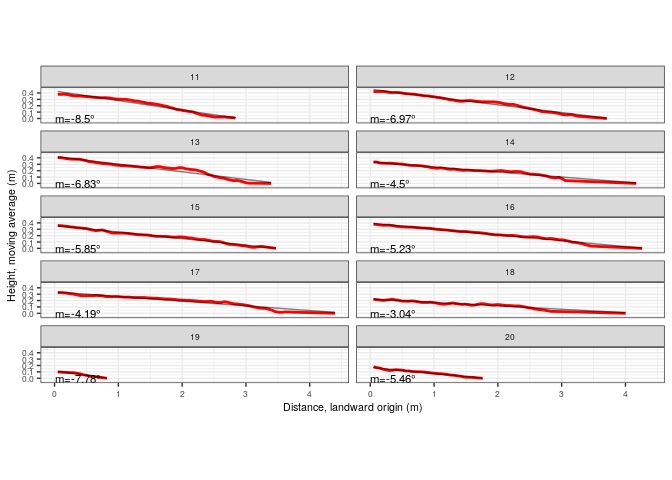 11
12
0.4
0.3
0.2
0.1
0.0
m=-8.5°
m=-6.97°
13
14
0.4
0.3
0.2
0.1
0.0
m=-6.83°
m=-4.5°
15
16
0.4
0.3
0.2
0.1
0.0
m=-5.85°
m=-5.23°
17
18
0.4
0.3
0.2
0.1
0.0
m=-4.19°
m=-3.04°
19
20
0.4
0.3
0.2
0.1
0.0
m=-7.78°
m=-5.46°
0 1 2 3 4
0 1 2 3 4
Distance, landward origin (m)
Height, moving average (m)